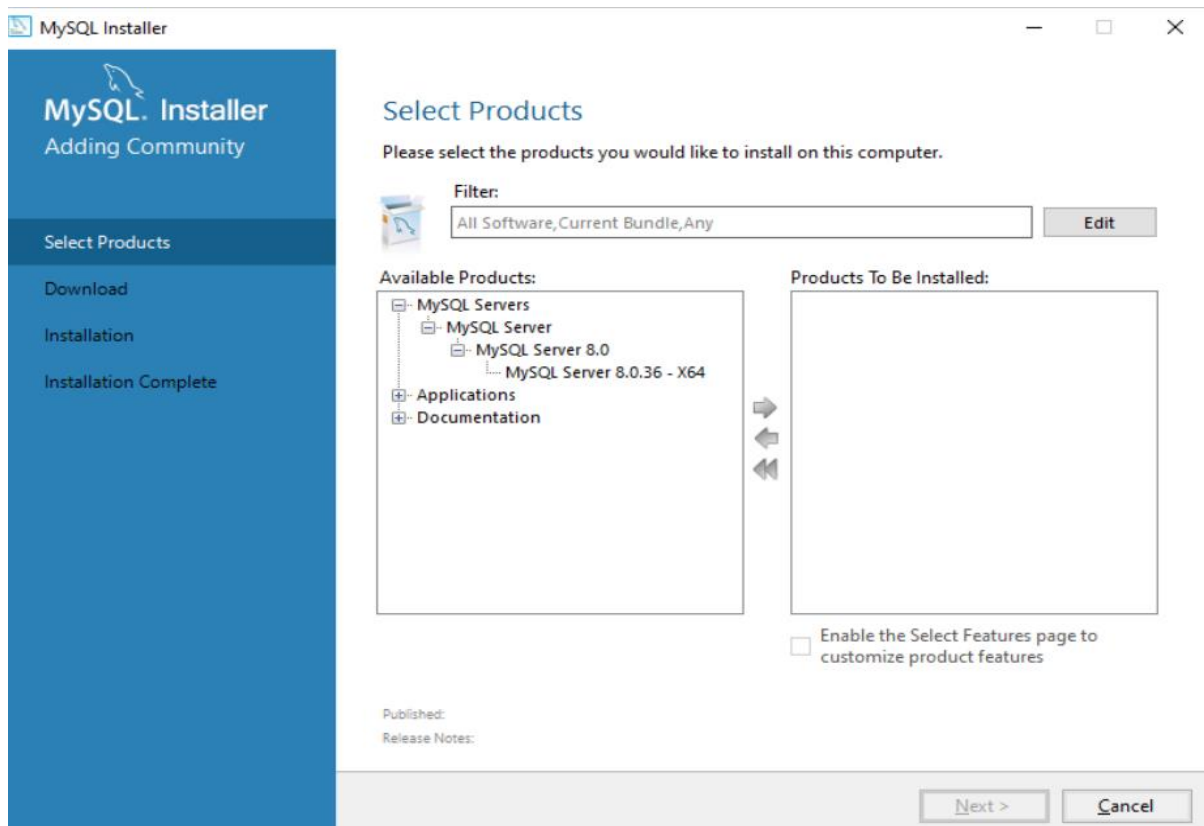 MySQL Installer
MySQL. Installer
Adding Community
Select Products
Download
Installation
Installation Complete
Select Products
Please select the products you would like to install on this computer.
Filter:
All Software,Current Bundle,Any
Edit
Available Products:
MySQL Servers
MySQL Server
MySQL Server 8.0
MySQL Server 8.0.36 - X64
Applications
Documentation
Products To Be Installed:
Enable the Select Features page to
customize product features
Published:
Release Notes:
Next >
Cancel